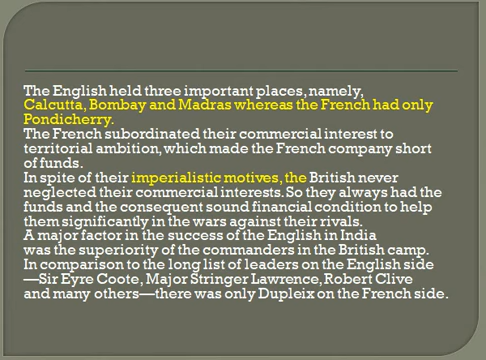 The English held three important places, namely,
Calcutta, Bombay and Madras whereas the French had only
Pondicherry.
The French subordinated their commercial interest to
territorial ambition, which made the French company short
of funds.
In spite of their imperialistic motives, the British never
neglected their commercial interests. So they always had the
funds and the consequent sound financial condition to help
them significantly in the wars against their rivals.
A major factor in the success of the English in India
was the superiority of the commanders in the British camp.
In comparison to the long list of leaders on the English side
—Sir Eyre Coote, Major Stringer Lawrence, Robert Clive
and many others—there was only Dupleix on the French side.